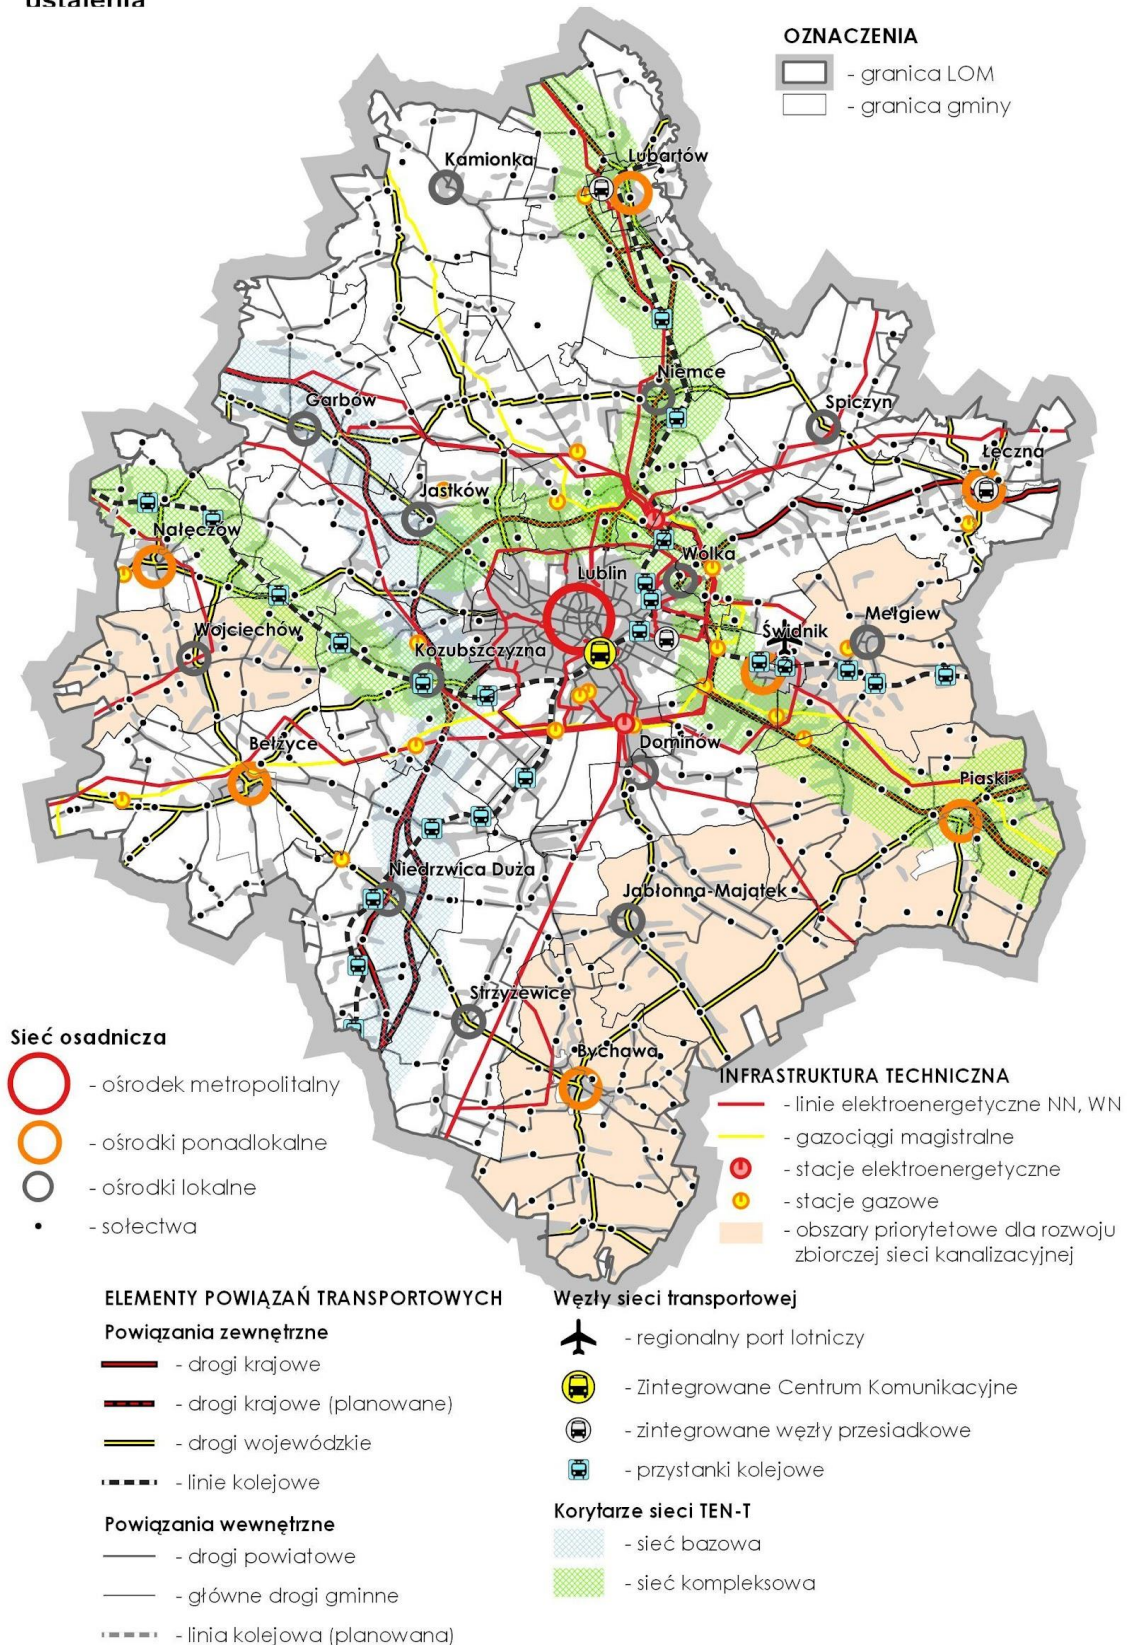 ustalenia
OZNACZENIA
- granica LOM
- granica gminy
Kamionka
Lubartów
Niemce
Garbów
Spiczyn
Łęczna
Jastków
Nałęczów
Wólka
Lublin
Mełgiew
Wojciechów
Świdnik
Kozubszczyzna
Bełżyce
Dominów
Piaski
Niedrzwica Duża
Jabłonna-Majątek
Strzyżewice
Bychawa
Sieć osadnicza
- ośrodek metropolitalny
- ośrodki ponadlokalne
- ośrodki lokalne
- sołectwa
INFRASTRUKTURA TECHNICZNA
- linie elektroenergetyczne NN, WN
- gazociągi magistralne
- stacje elektroenergetyczne
- stacje gazowe
- obszary priorytetowe dla rozwoju
zbiorczej sieci kanalizacyjnej
ELEMENTY POWIĄZAŃ TRANSPORTOWYCH
Powiązania zewnętrzne
- drogi krajowe
- drogi krajowe (planowane)
- drogi wojewódzkie
- linie kolejowe
Powiązania wewnętrzne
- drogi powiatowe
- główne drogi gminne
- linia kolejowa (planowana)
Węzły sieci transportowej
- regionalny port lotniczy
- Zintegrowane Centrum Komunikacyjne
- zintegrowane węzły przesiadkowe
- przystanki kolejowe
Korytarze sieci TEN-T
- sieć bazowa
- sieć kompleksowa